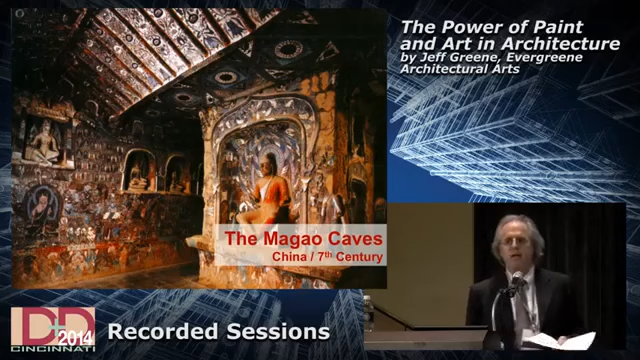 The Power of Paint
and Art in Architecture
by Jeff Greene, Evergreene
Architectural Arts
The Magao Caves
China / 7th Century
D+D
2014
CINCINNATI
Recorded Sessions